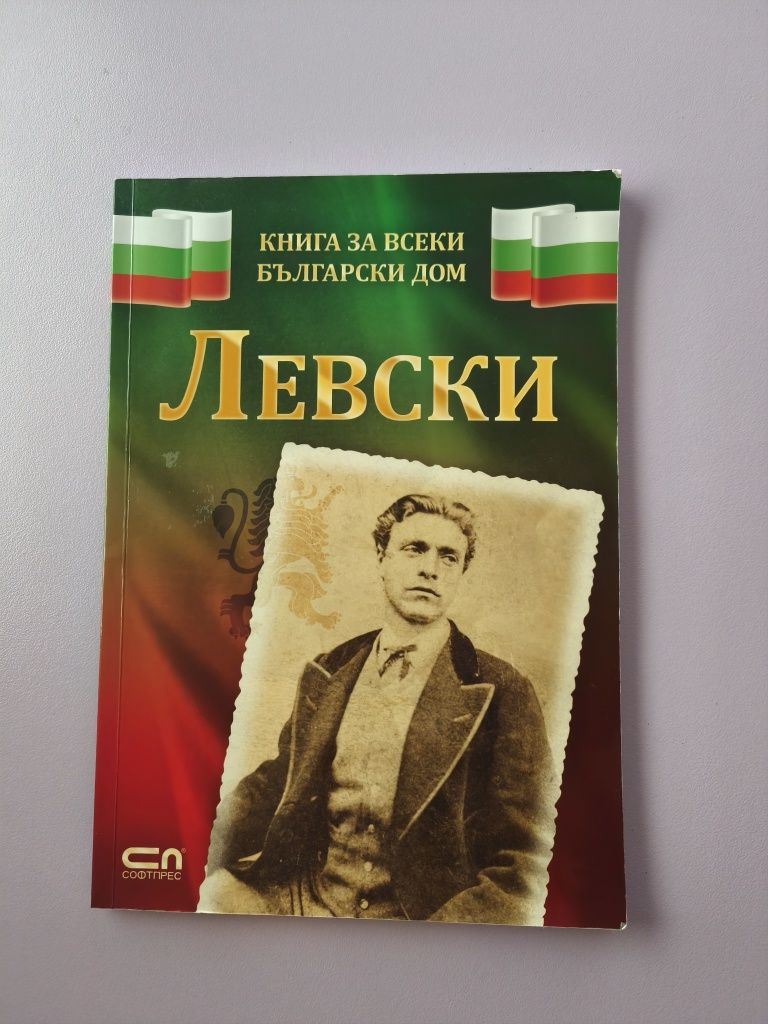 КНИГА ЗА ВСЕКИ
БЪЛГАРСКИ ДОМ
ЛЕВСКИ
СП®
СОФТПРЕС